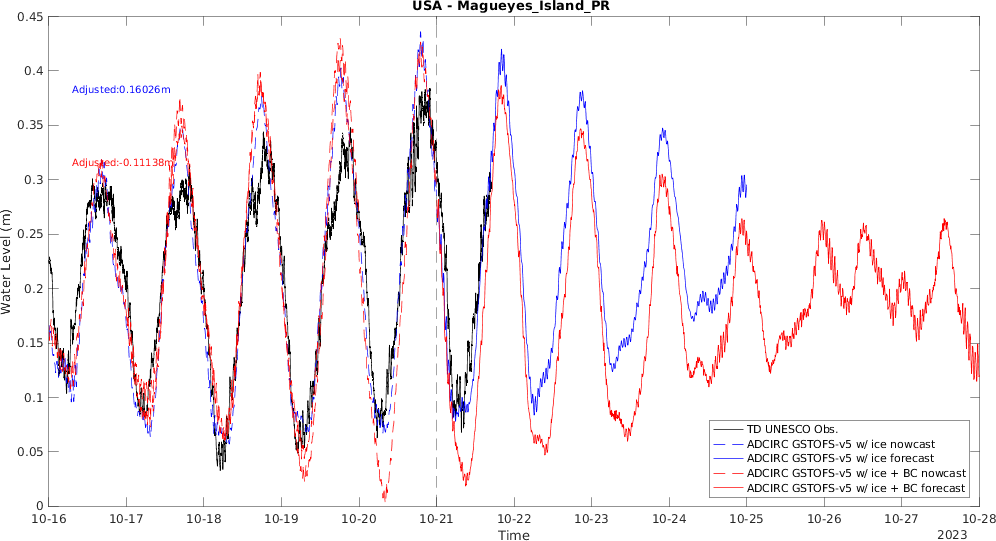 USA - Magueyes_Island_PR
0.45
0.4
0.35
0.3
0.25
0.2
0.15
0.1
0.05
0
Water Level (m)
Adjusted:0.16026m
Adjusted:-0.11138m
TD UNESCO Obs.
ADCIRC GSTOFS-v5 w/ ice nowcast
ADCIRC GSTOFS-v5 w/ ice forecast
ADCIRC GSTOFS-v5 w/ ice + BC nowcast
ADCIRC GSTOFS-v5 w/ ice + BC forecast
10-16 10-17 10-18 10-19 10-20 10-21 10-22 10-23 10-24 10-25 10-26 10-27 10-28
Time
2023